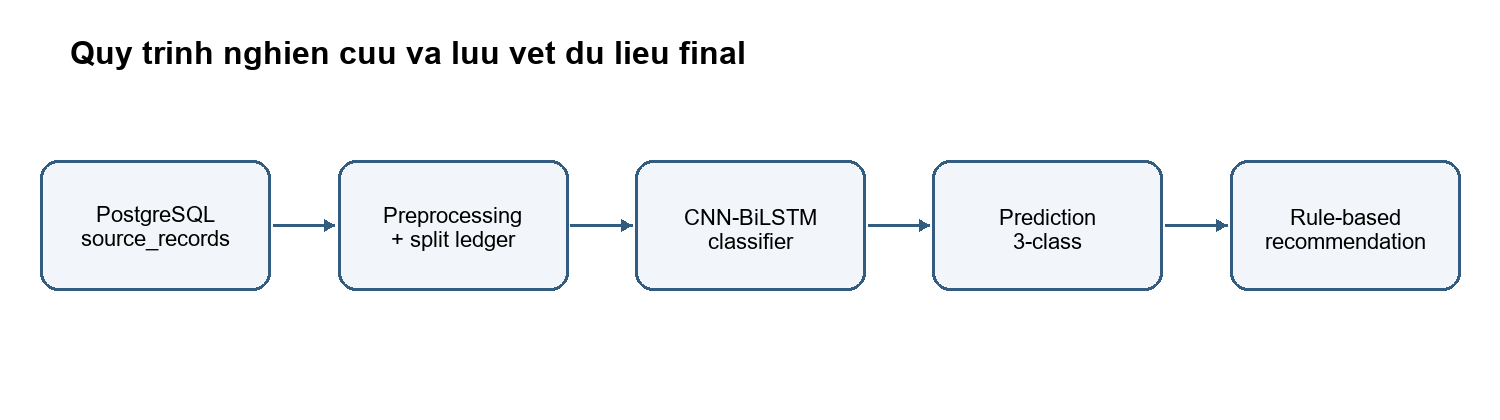 Quy trinh nghien cuu va luu vet du lieu final
PostgreSQL
source_records
Preprocessing
+ split ledger
CNN-BiLSTM
classifier
Prediction
3-class
Rule-based
recommendation